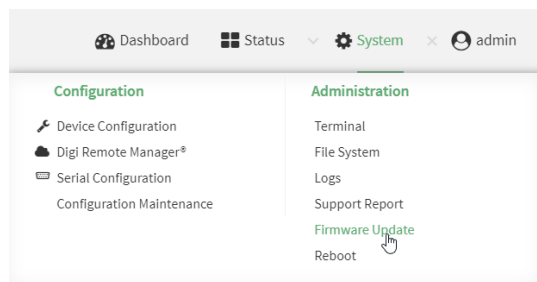 Dashboard Status System admin
Configuration
Device Configuration
Digi Remote Manager®
Serial Configuration
Configuration Maintenance
Administration
Terminal
File System
Logs
Support Report
Firmware Update
Reboot